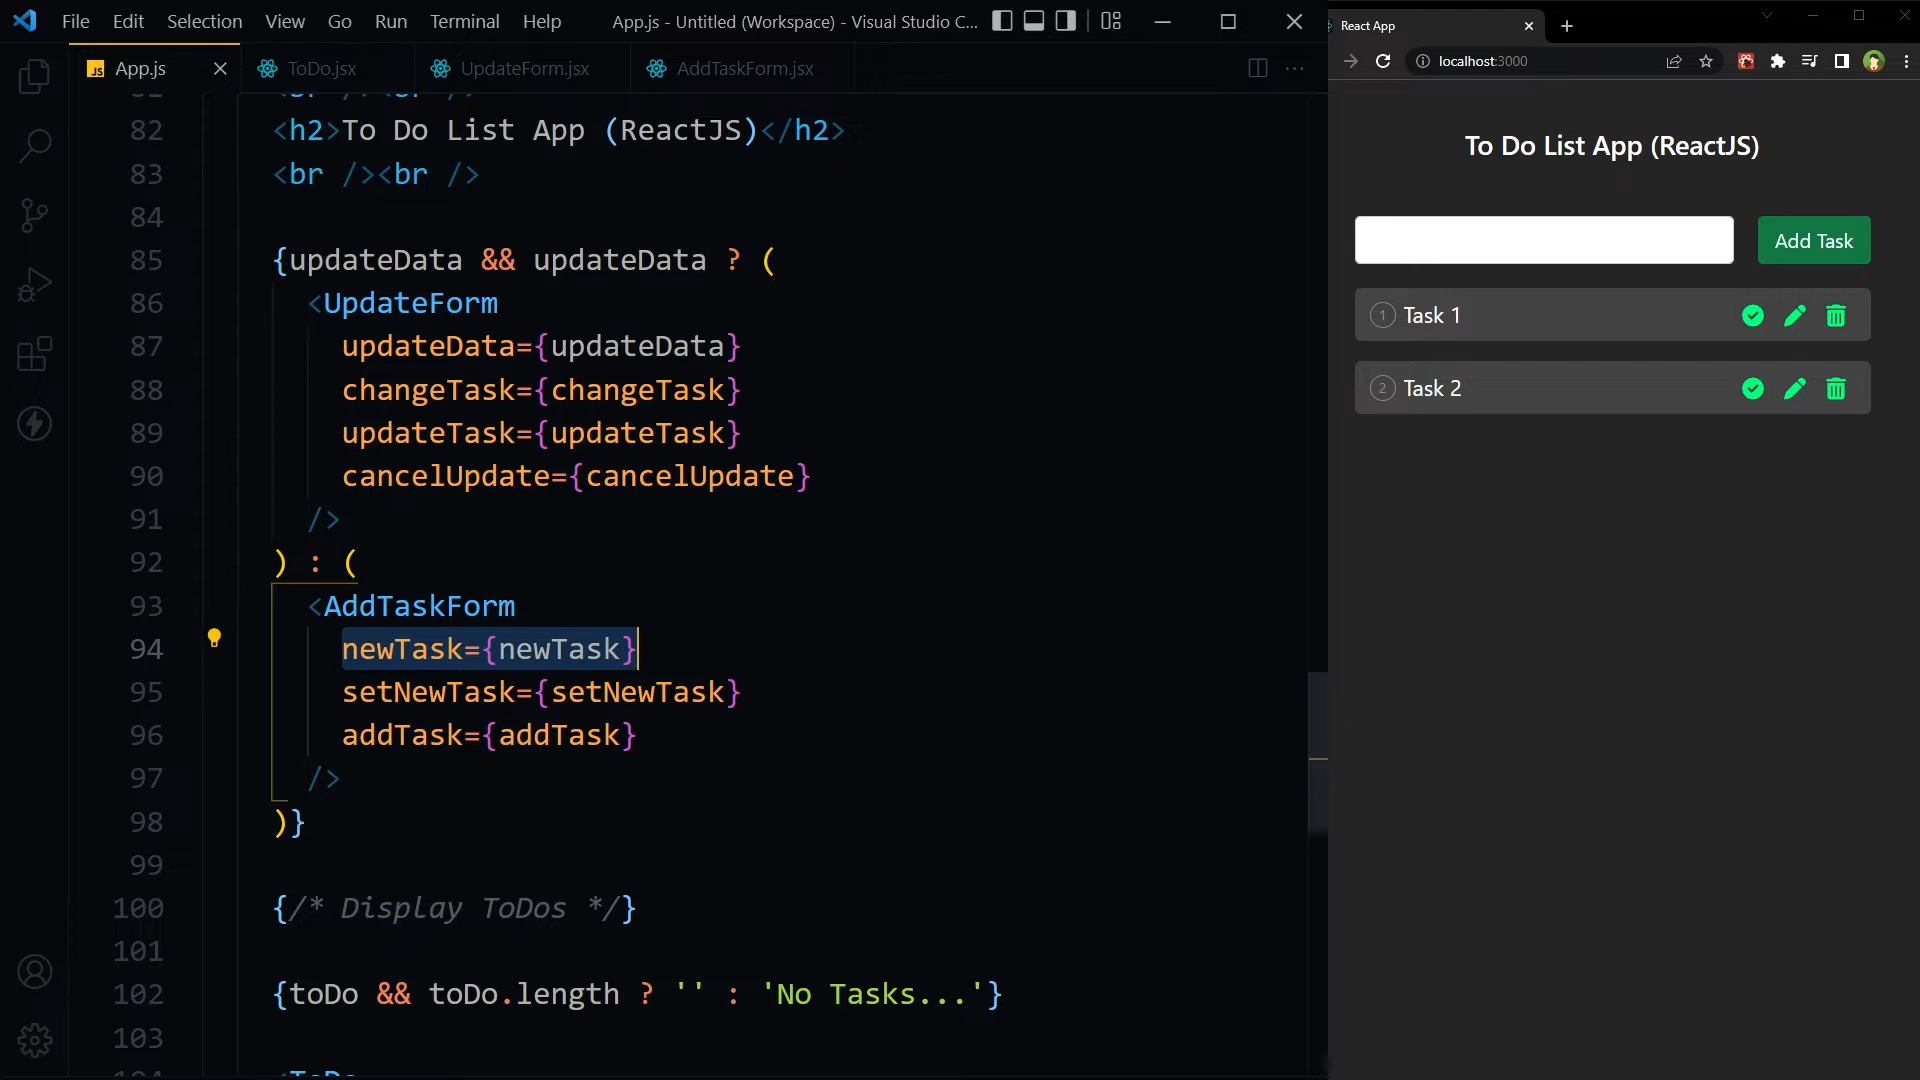 File Edit Selection View Go Run Terminal Help App.js - Untitled (Workspace) - Visual Studio C...
JS App.js ToDo.jsx UpdateForm.jsx AddTaskForm.jsx ...
82 <h2>To Do List App (ReactJS)</h2>
83 <br /><br />
84
85 {updateData && updateData ? (
86 <UpdateForm
87 updateData={updateData}
88 changeTask={changeTask}
89 updateTask={updateTask}
90 cancelUpdate={cancelUpdate}
91 />
92 ) : (
93 <AddTaskForm
94 newTask={newTask}
95 setNewTask={setNewTask}
96 addTask={addTask}
97 />
98 )}
99
100 {/* Display ToDos */}
101
102 {toDo && toDo.length ? '' : 'No Tasks...'}
103
React App
localhost:3000
To Do List App (ReactJS)
Add Task
1 Task 1
2 Task 2